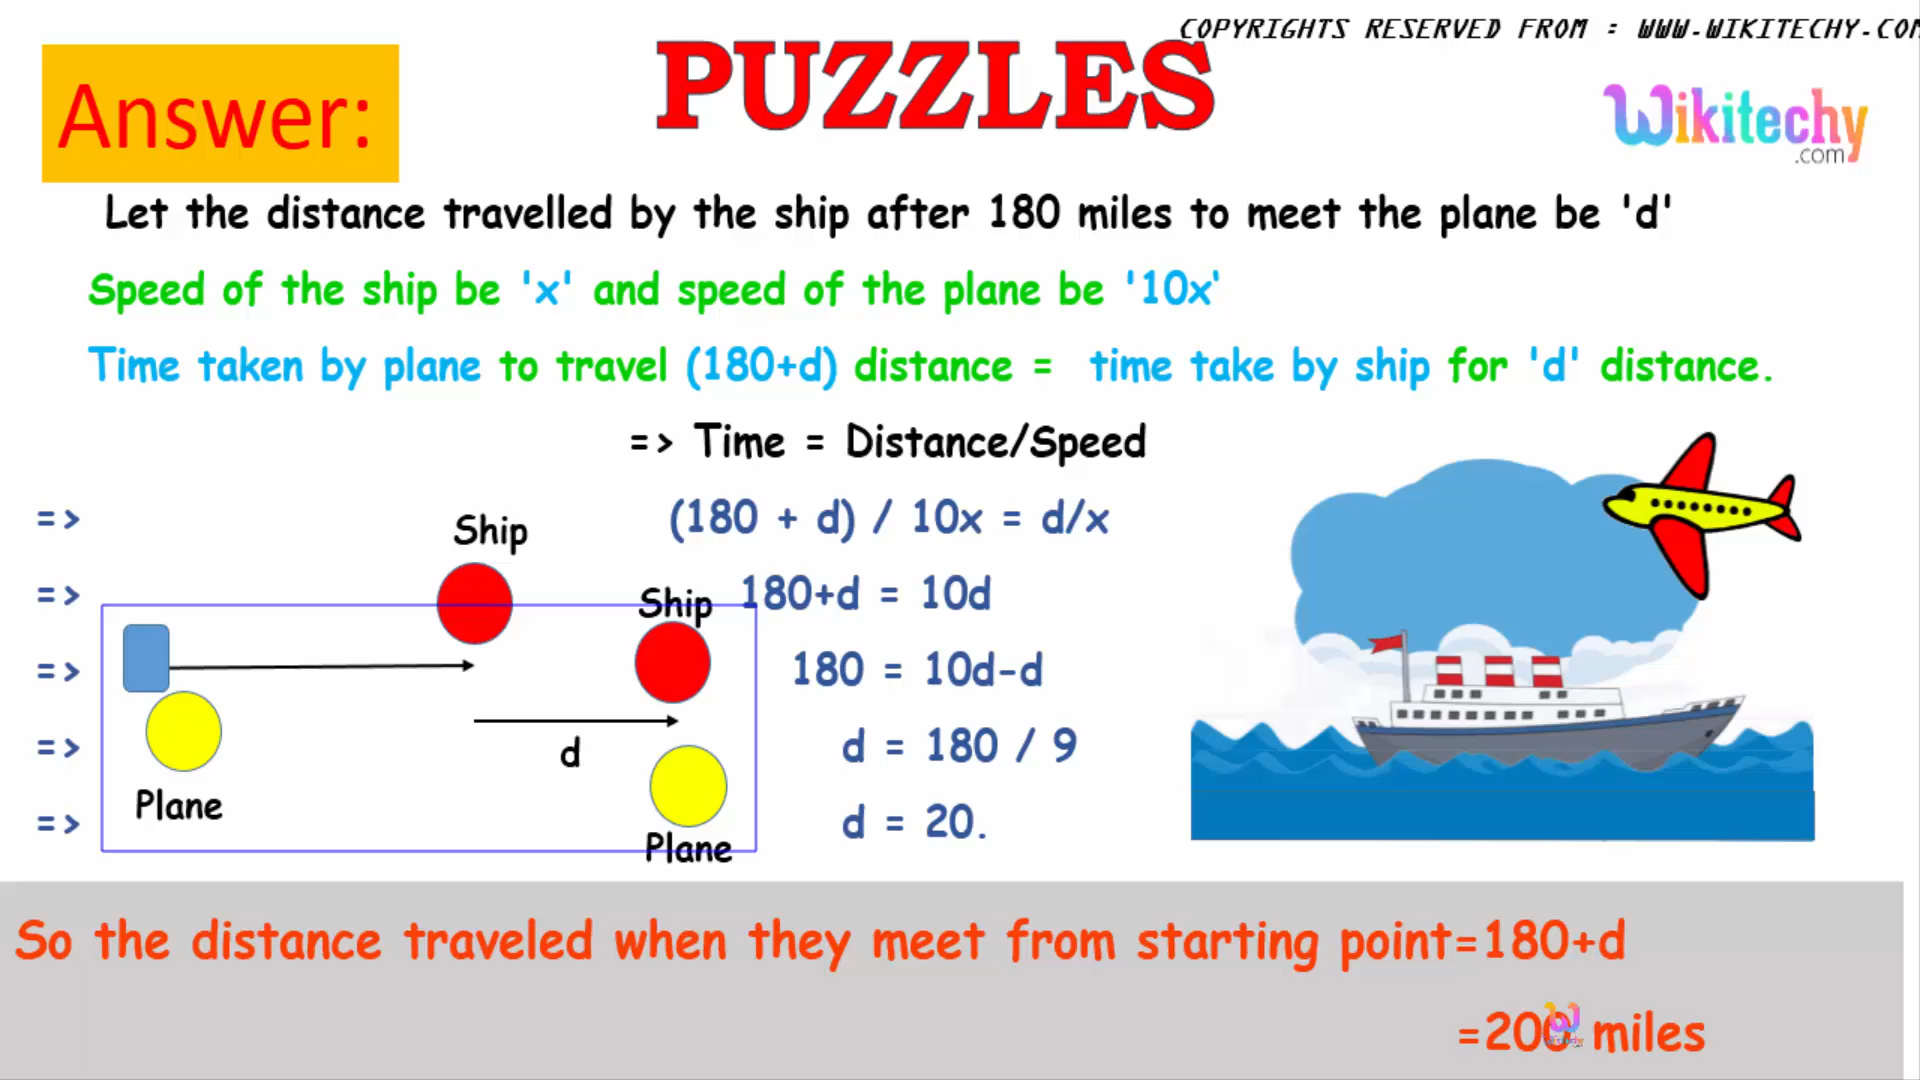 COPYRIGHTS RESERVED FROM : WWW.WIKITECHY.COM
Answer:
PUZZLES
Wikitechy
.com
Let the distance travelled by the ship after 180 miles to meet the plane be 'd'
Speed of the ship be 'x' and speed of the plane be '10x‘
Time taken by plane to travel (180+d) distance = time take by ship for 'd' distance.
=> Time = Distance/Speed
=> (180 + d) / 10x = d/x
Ship
=> 180+d = 10d
Ship
=> 180 = 10d-d
=> d = 180 / 9
d
Plane
=> d = 20.
Plane
So the distance traveled when they meet from starting point=180+d
=200 miles